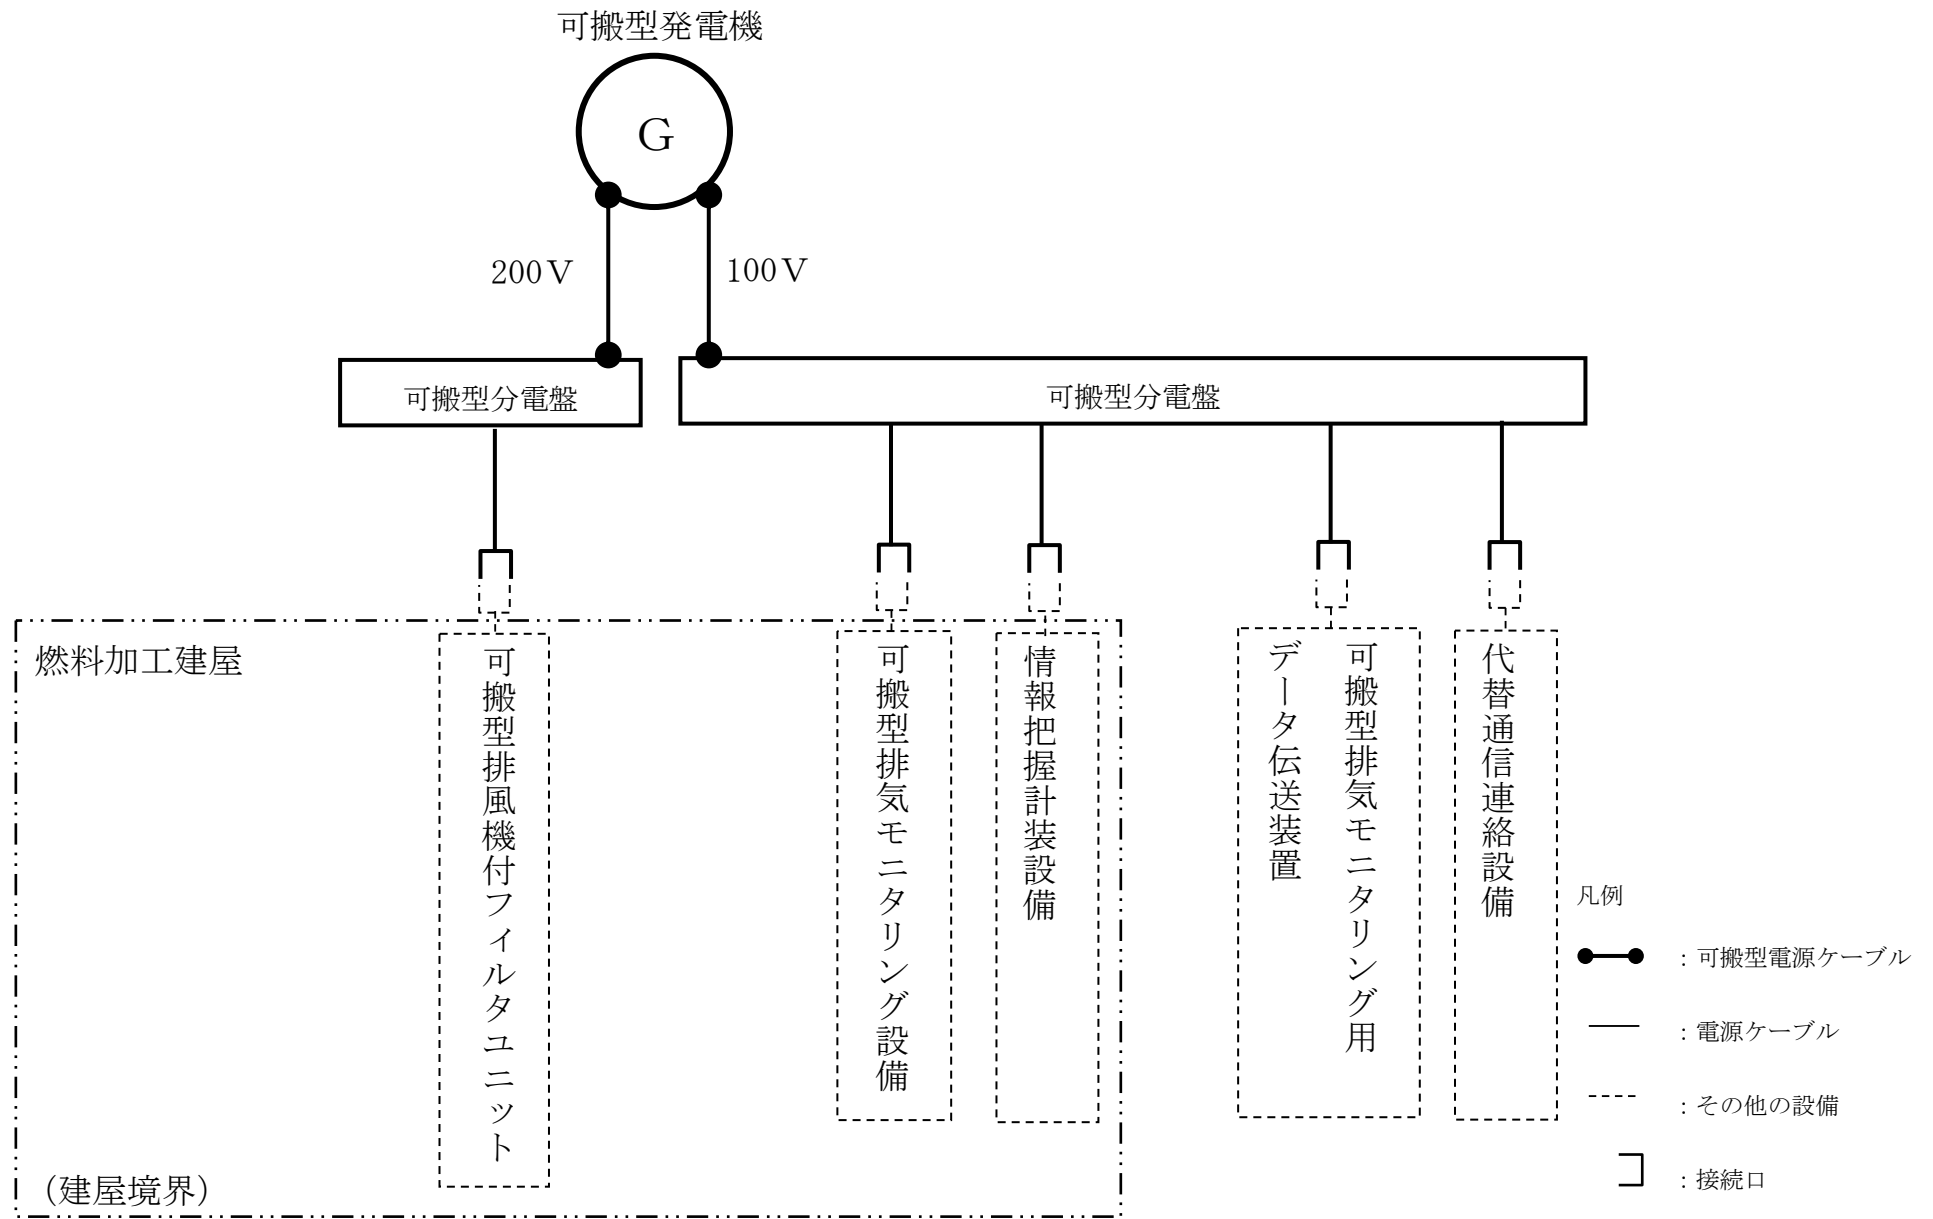 可搬型発電機
G
200V
100V
可搬型分電盤
可搬型分電盤
燃料加工建屋
可搬型排風機付フィルタユニット
可搬型排気モニタリング設備
情報把握計装設備
可搬型排気モニタリング用
データ伝送装置
代替通信連絡設備
(建屋境界)
凡例
:可搬型電源ケーブル
:電源ケーブル
:その他の設備
:接続口